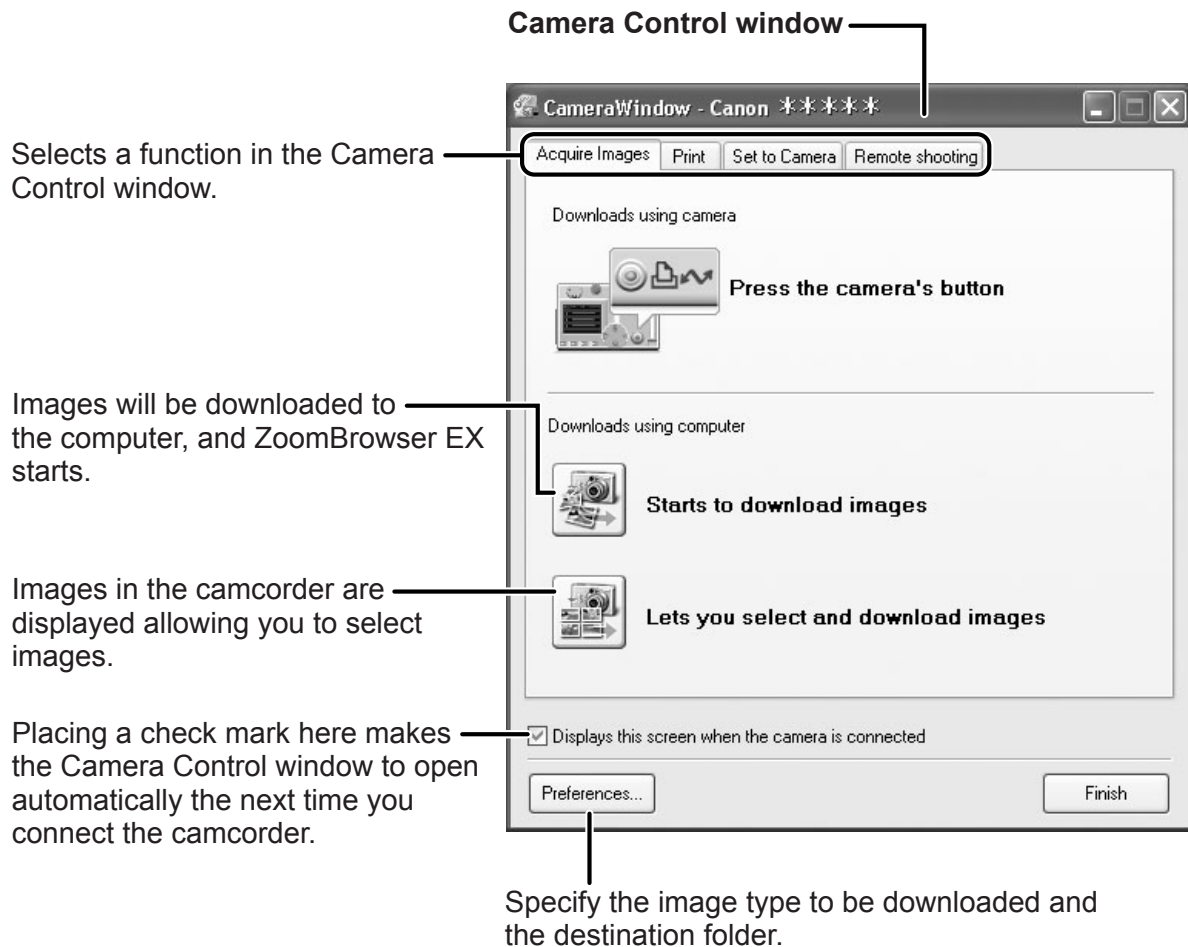 Camera Control window
CameraWindow - Canon *****
Selects a function in the Camera
Control window.
Acquire Images Print Set to Camera Remote shooting
Downloads using camera
Press the camera's button
Images will be downloaded to
the computer, and ZoomBrowser EX
starts.
Downloads using computer
Starts to download images
Images in the camcorder are
displayed allowing you to select
images.
Lets you select and download images
Placing a check mark here makes
the Camera Control window to open
automatically the next time you
connect the camcorder.
Displays this screen when the camera is connected
Preferences... Finish
Specify the image type to be downloaded and
the destination folder.